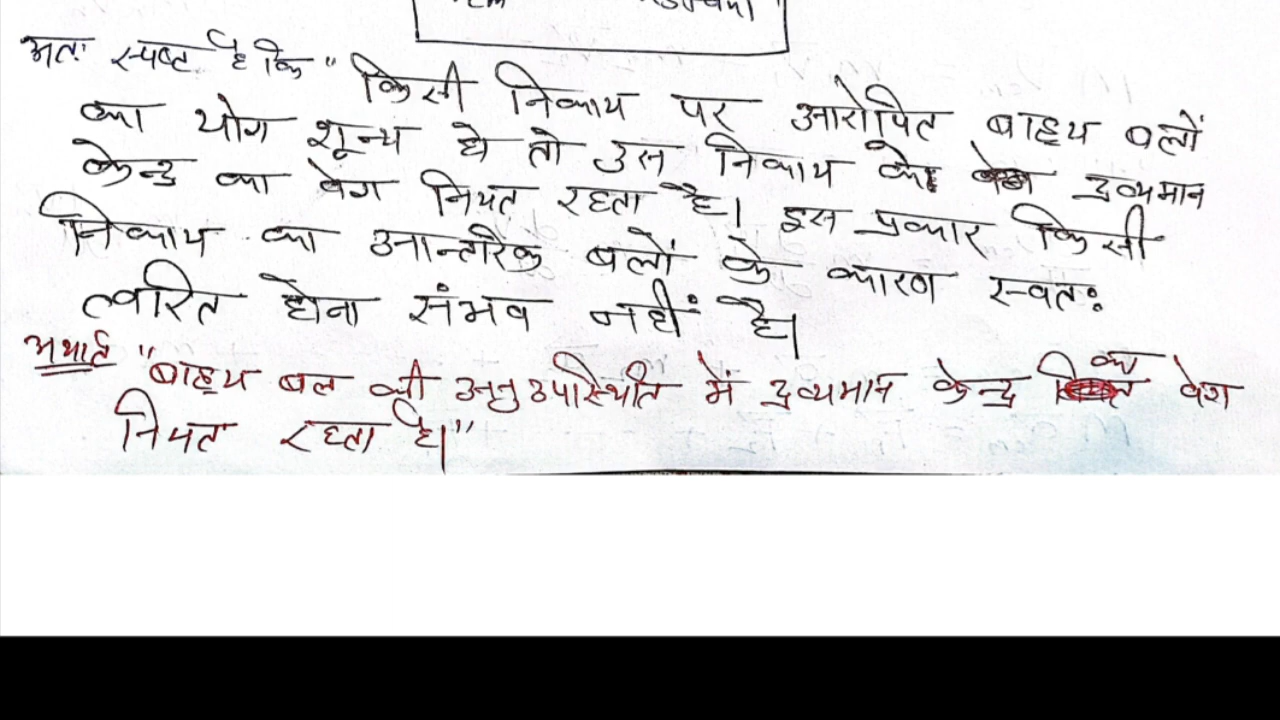 अतः स्पष्ट है कि " किसी निकाय पर आरोपित बाह्य बलों
का योग शून्य हो तो उस निकाय के द्रव्यमान
केन्द्र का वेग नियत रहता है। इस प्रकार किसी
निकाय का आन्तरिक बलों के कारण स्वतः
त्वरित होना संभव नहीं है।
अर्थात "बाह्य बल की अनुउपस्थिति में द्रव्यमान केन्द्र का वेग
नियत रहता है।"